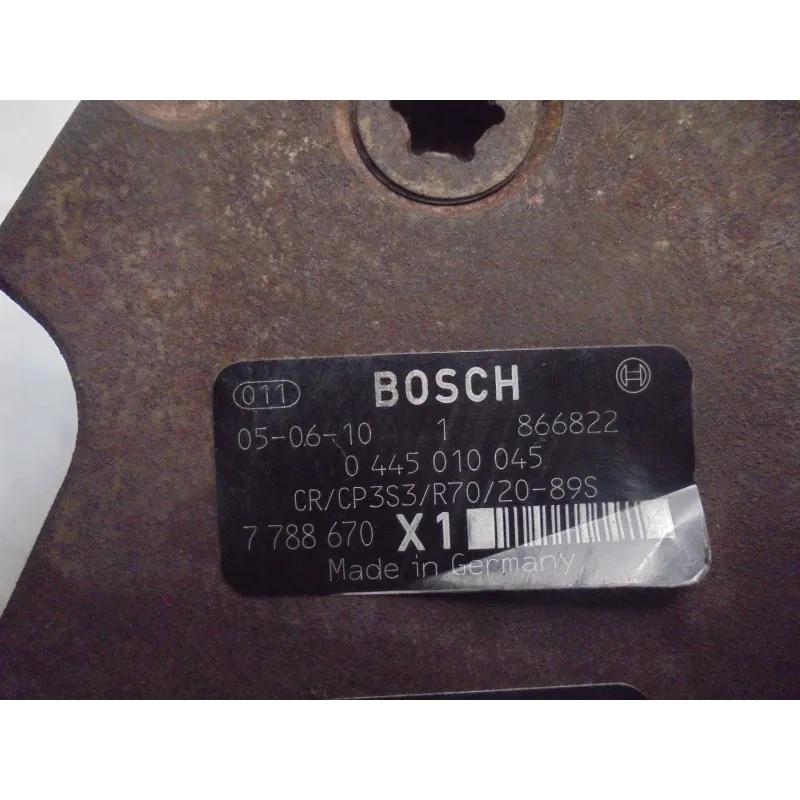 011 BOSCH
05-06-10 1 866822
0 445 010 045
CR/CP3S3/R70/20-89S
7 788 670 X1
Made in Germany